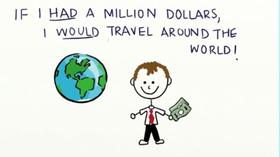 IF I HAD A MILLION DOLLARS,
I WOULD TRAVEL AROUND THE
WORLD!